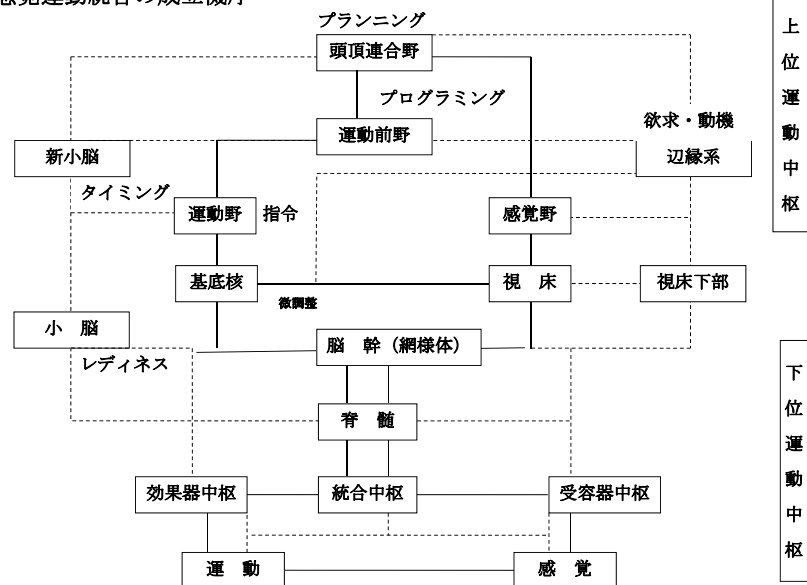 感覚運動統合の成立機序
プランニング
頭頂連合野
プログラミング
運動前野
欲求・動機
新小脳
辺縁系
タイミング
運動野
指令
感覚野
基底核
微調整
視 床
視床下部
小 脳
脳 幹（網様体）
レディネス
脊 髄
効果器中枢
統合中枢
受容器中枢
運 動
感 覚
上位運動中枢
下位運動中枢